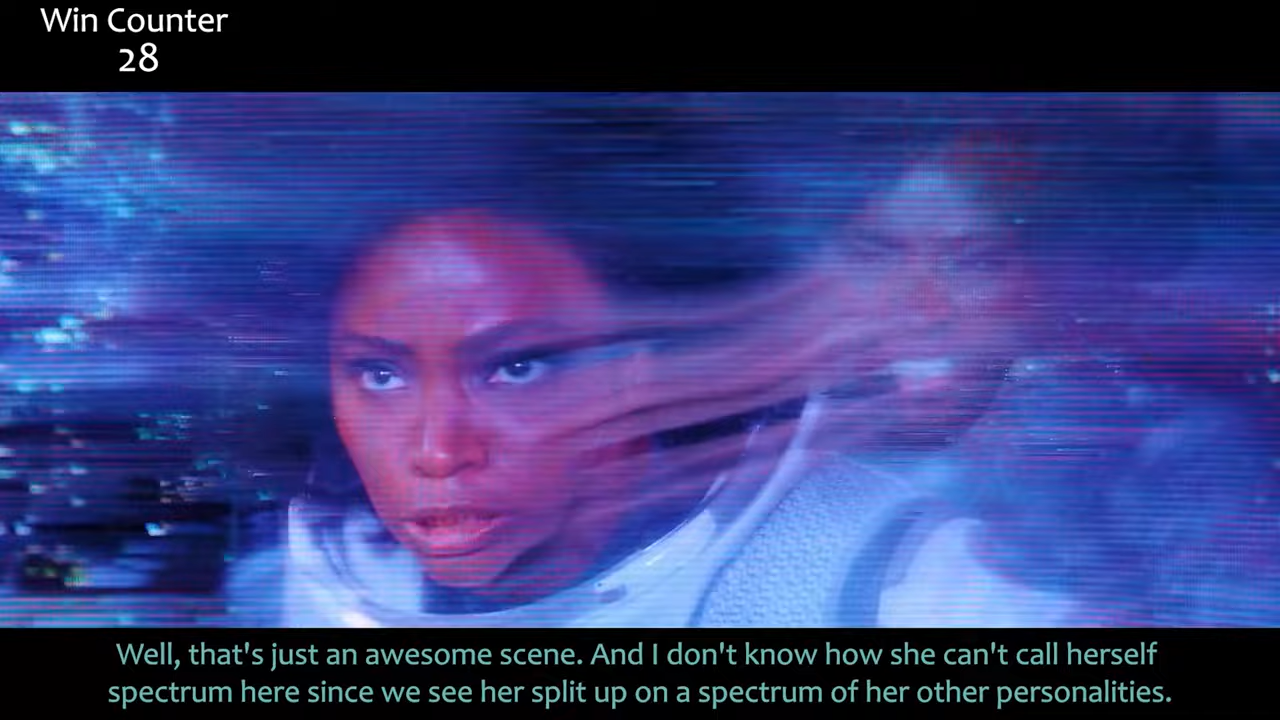 Win Counter
28
Well, that's just an awesome scene. And I don't know how she can't call herself
spectrum here since we see her split up on a spectrum of her other personalities.